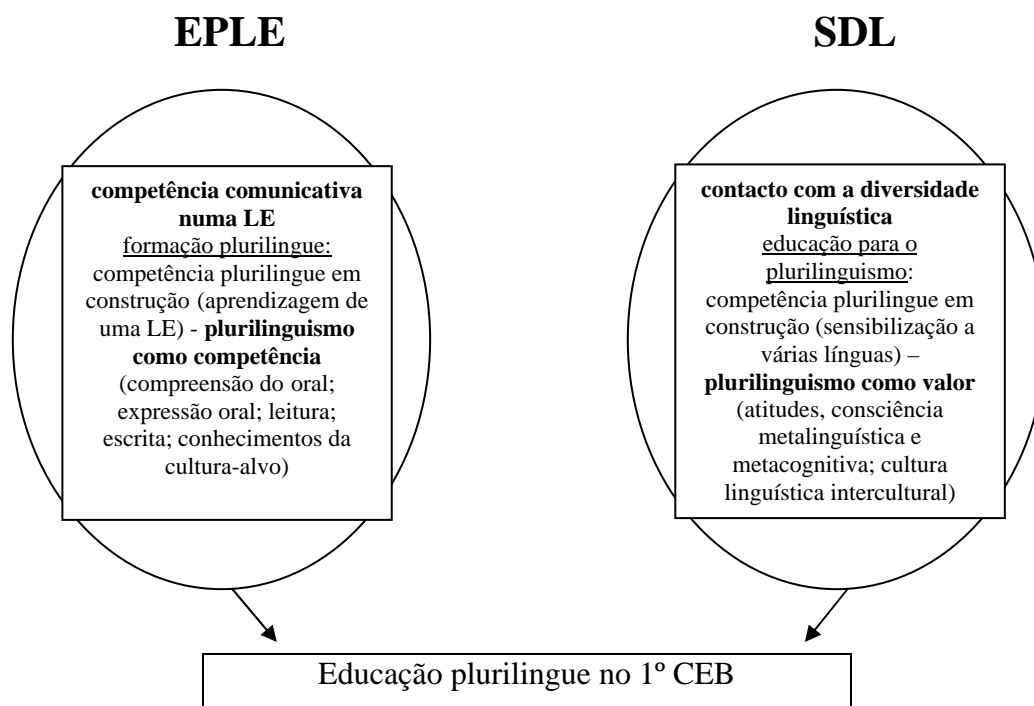 EPLE
SDL
competência comunicativa
numa LE
formação plurilingue:
competência plurilingue em
construção (aprendizagem de
uma LE) - plurilinguismo
como competência
(compreensão do oral;
expressão oral; leitura;
escrita; conhecimentos da
cultura-alvo)
contacto com a diversidade
linguística
educação para o
plurilinguismo:
competência plurilingue em
construção (sensibilização a
várias línguas) –
plurilinguismo como valor
(atitudes, consciência
metalinguística e
metacognitiva; cultura
linguística intercultural)
Educação plurilingue no 1º CEB